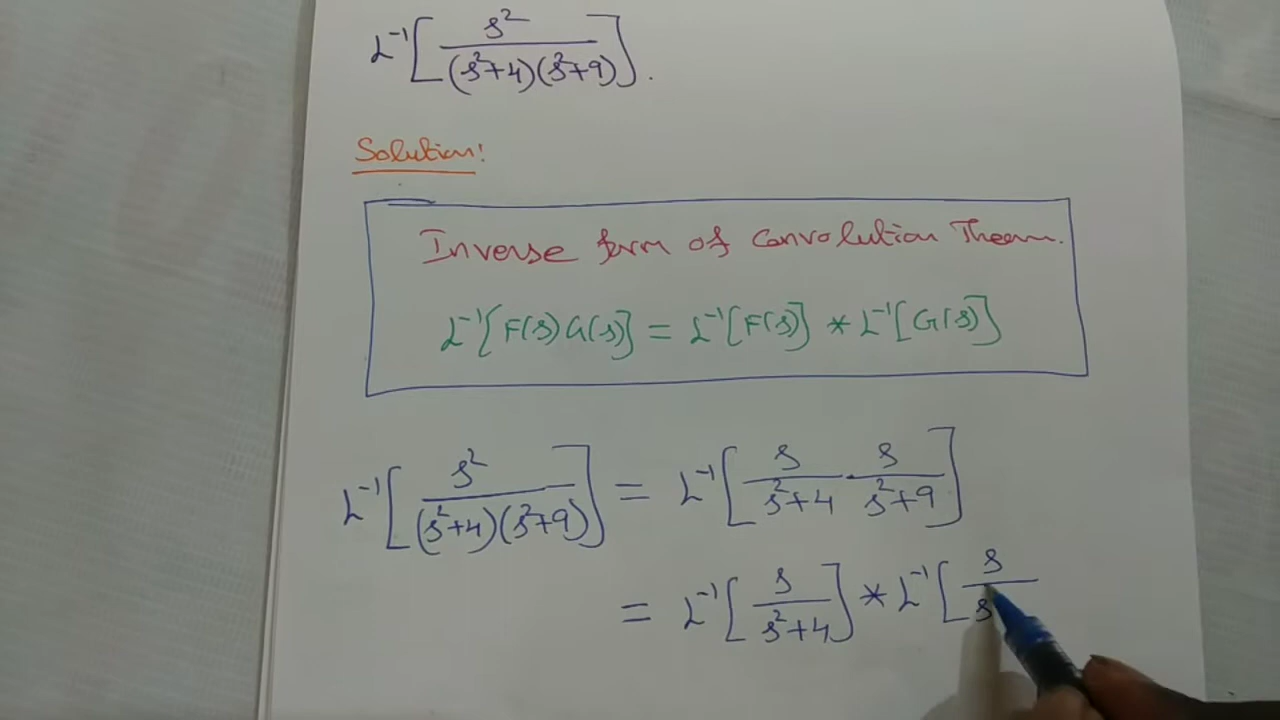 L⁻¹[s²/((s²+4)(s²+9))].
Solution:
Inverse form of Convolution Theorem.
L⁻¹[F(s)G(s)] = L⁻¹[F(s)] * L⁻¹[G(s)]
L⁻¹[s²/((s²+4)(s²+9))] = L⁻¹[s/(s²+4) · s/(s²+9)]
= L⁻¹[s/(s²+4)] * L⁻¹[s/s